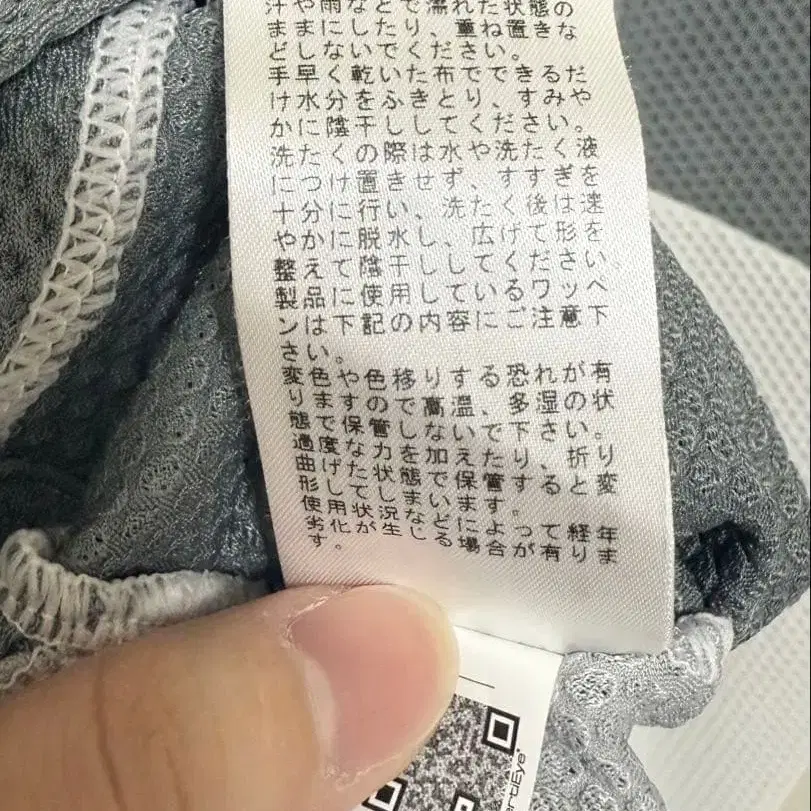 汗や雨などで濡れた状態の
ままにしたり、重ね置きな
どしないでください。
手早く乾いた布でできるだ
け水分をふきとり、すみや
かに陰干ししてください。
洗たくの際は水や洗たく液
につけ置きせず、すすぎを
十分に行い、洗たく後は速
やかに脱水し、広げて形を
整えて陰干ししてください。
製品に使用しているワッペ
ンは下記の内容にご注意下
さい。
変色や色移りする恐れが有
りますので高温、多湿の状
態で保管しないで下さい。
過度な力を加えたり、折り
曲げたた状態で保管すると変
形します。
使用状況などによって経年
劣化が生じる場合が有りま
す。
ertiEye